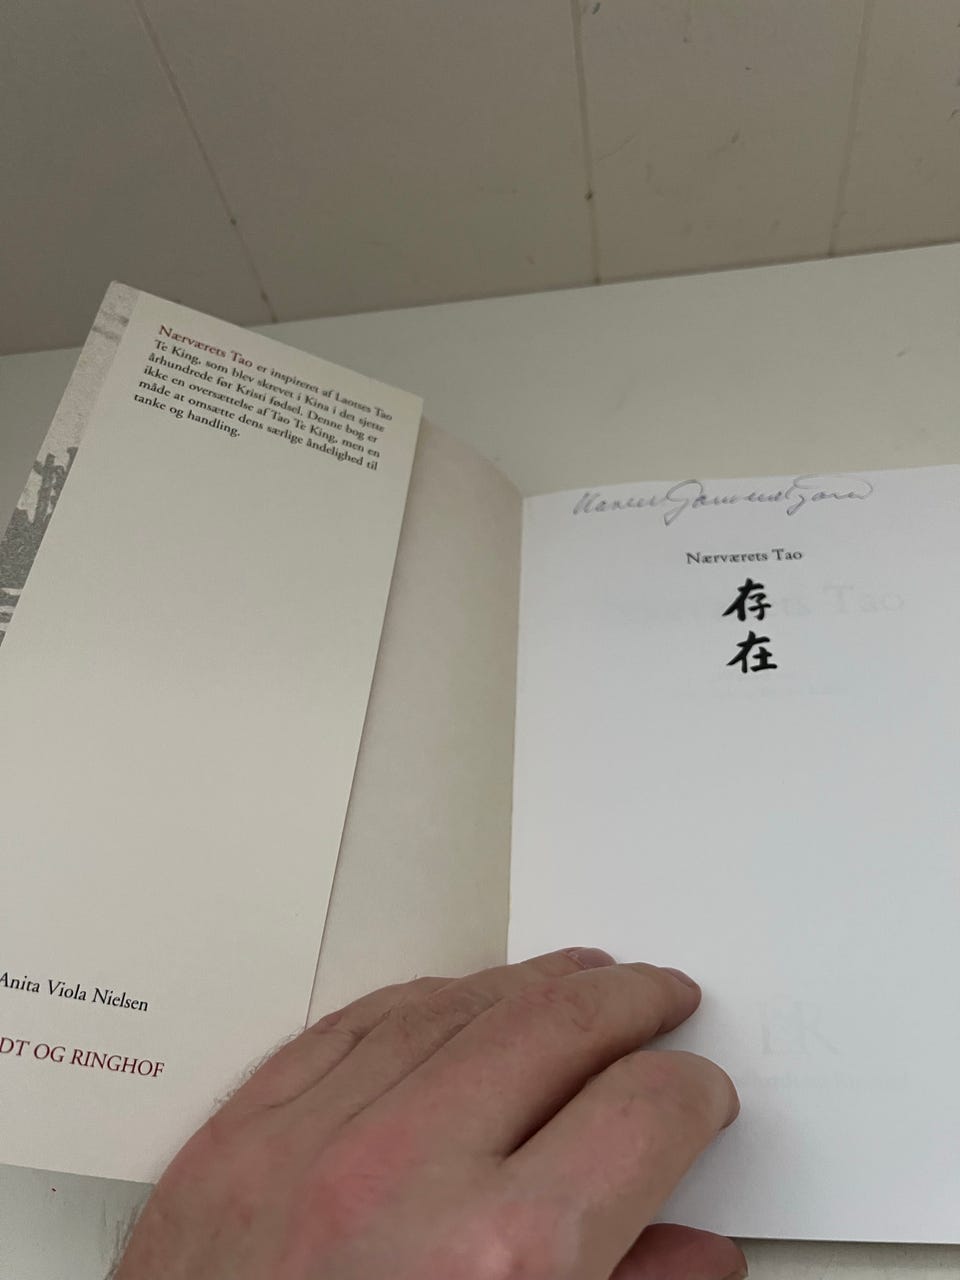 Nærværets Tao er inspireret af Laotses Tao
Te King, som blev skrevet i Kina i det sjette
århundrede før Kristi fødsel. Denne bog er
ikke en oversættelse af Tao Te King, men en
måde at omsætte dens særlige åndelighed til
tanke og handling.
Anita Viola Nielsen
DT OG RINGHOF
Nærværets Tao
存
在